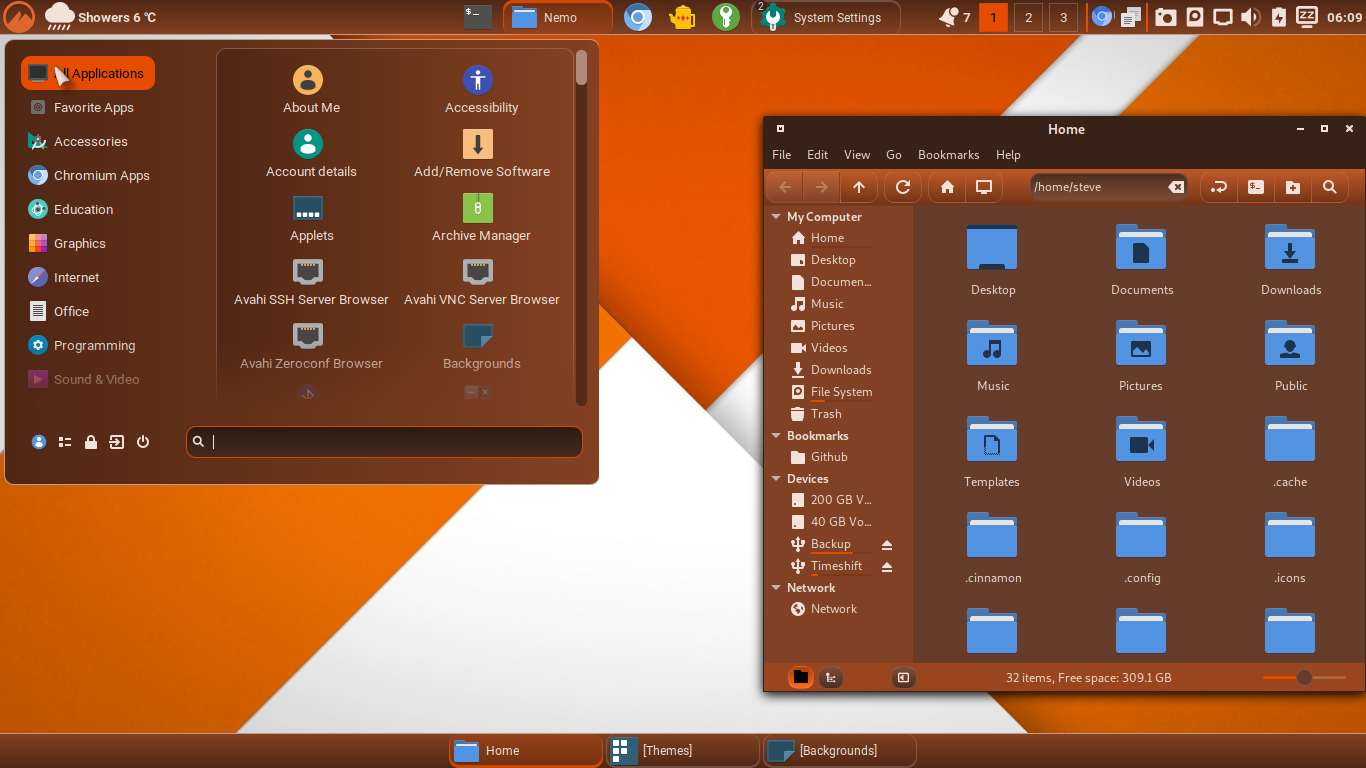 Showers 6 °C
Nemo
2
System Settings
7
1
2
3
06:09
All Applications
Favorite Apps
Accessories
Chromium Apps
Education
Graphics
Internet
Office
Programming
Sound & Video
About Me
Accessibility
Account details
Add/Remove Software
Applets
Archive Manager
Avahi SSH Server Browser
Avahi VNC Server Browser
Avahi Zeroconf Browser
Backgrounds
Home
File Edit View Go Bookmarks Help
/home/steve
My Computer
Home
Desktop
Documen...
Music
Pictures
Videos
Downloads
File System
Trash
Bookmarks
Github
Devices
200 GB V...
40 GB Vo...
Backup
Timeshift
Network
Network
Desktop
Documents
Downloads
Music
Pictures
Public
Templates
Videos
.cache
.cinnamon
.config
.icons
32 items, Free space: 309.1 GB
Home
[Themes]
[Backgrounds]